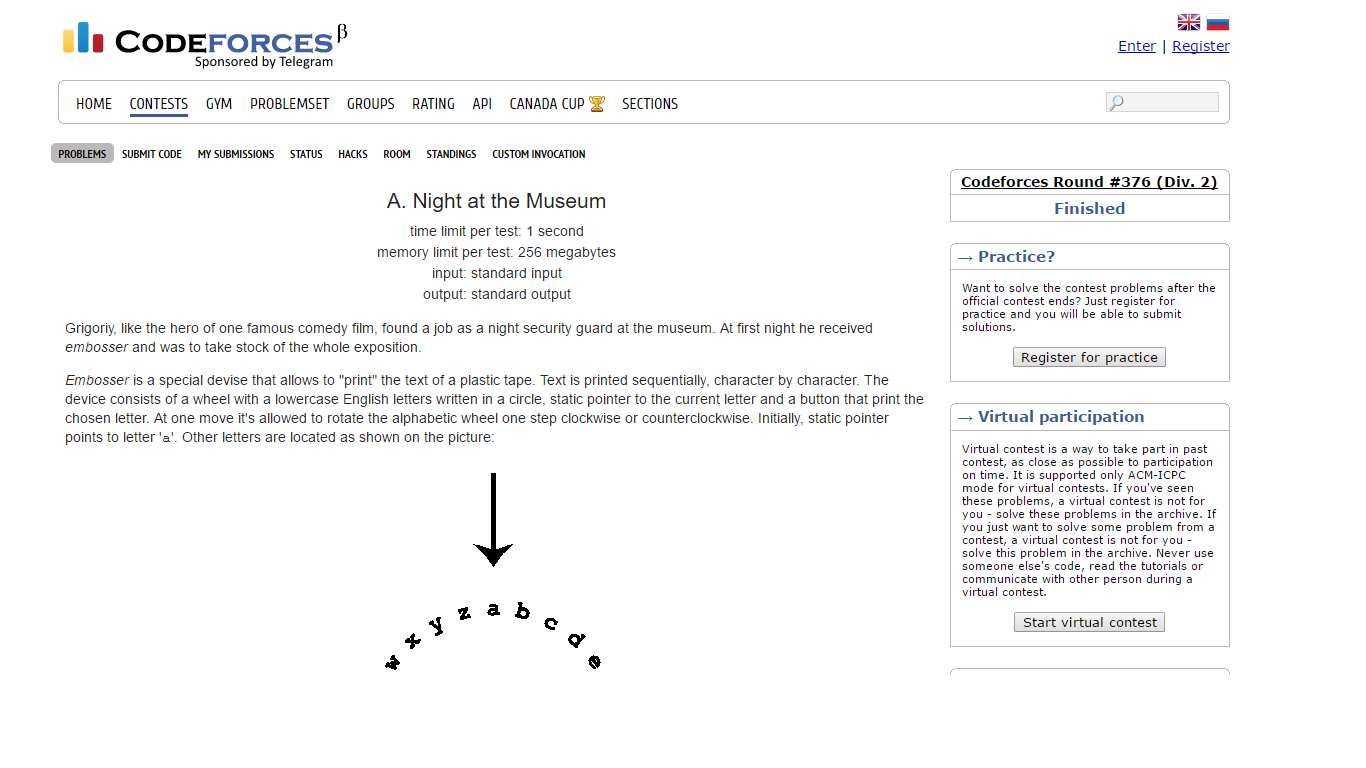 CODEFORCES β
Sponsored by Telegram
Enter | Register
HOME CONTESTS GYM PROBLEMSET GROUPS RATING API CANADA CUP SECTIONS
PROBLEMS SUBMIT CODE MY SUBMISSIONS STATUS HACKS ROOM STANDINGS CUSTOM INVOCATION
A. Night at the Museum
time limit per test: 1 second
memory limit per test: 256 megabytes
input: standard input
output: standard output
Grigoriy, like the hero of one famous comedy film, found a job as a night security guard at the museum. At first night he received
embosser and was to take stock of the whole exposition.
Embosser is a special devise that allows to "print" the text of a plastic tape. Text is printed sequentially, character by character. The
device consists of a wheel with a lowercase English letters written in a circle, static pointer to the current letter and a button that print the
chosen letter. At one move it's allowed to rotate the alphabetic wheel one step clockwise or counterclockwise. Initially, static pointer
points to letter 'a'. Other letters are located as shown on the picture:
w x y z a b c d e
Codeforces Round #376 (Div. 2)
Finished
→ Practice?
Want to solve the contest problems after the
official contest ends? Just register for
practice and you will be able to submit
solutions.
Register for practice
→ Virtual participation
Virtual contest is a way to take part in past
contest, as close as possible to participation
on time. It is supported only ACM-ICPC
mode for virtual contests. If you've seen
these problems, a virtual contest is not for
you - solve these problems in the archive. If
you just want to solve some problem from a
contest, a virtual contest is not for you -
solve this problem in the archive. Never use
someone else's code, read the tutorials or
communicate with other person during a
virtual contest.
Start virtual contest